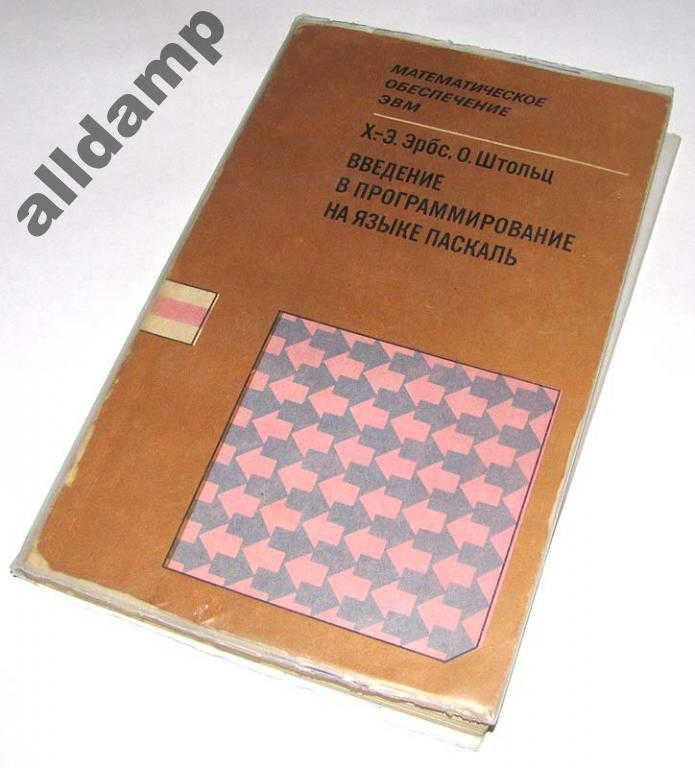 alldamp
МАТЕМАТИЧЕСКОЕ
ОБЕСПЕЧЕНИЕ
ЭВМ
Х.-Э. Эрбс, О. Штольц
ВВЕДЕНИЕ
В ПРОГРАММИРОВАНИЕ
НА ЯЗЫКЕ ПАСКАЛЬ